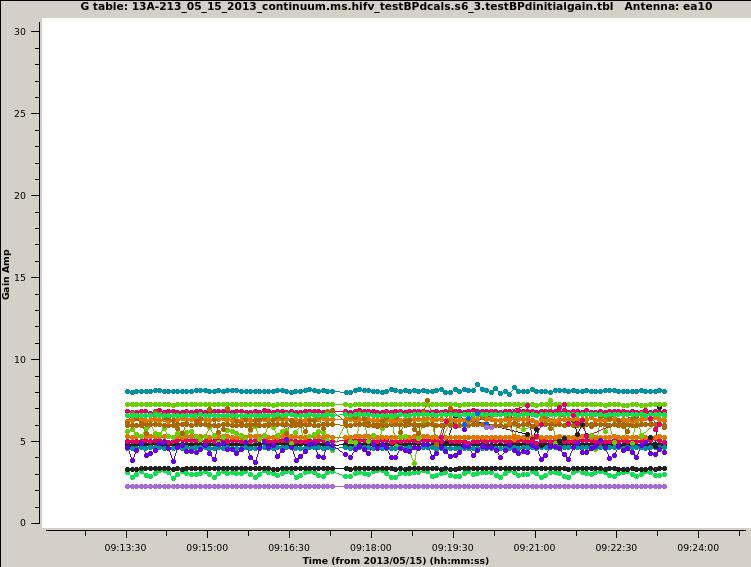 G table: 13A-213_05_15_2013_continuum.ms.hifv_testBPdcals.s6_3.testBPdinitialgain.tbl Antenna: ea10
30
25
20
15
10
5
0
Gain Amp
09:13:30 09:15:00 09:16:30 09:18:00 09:19:30 09:21:00 09:22:30 09:24:00
Time (from 2013/05/15) (hh:mm:ss)